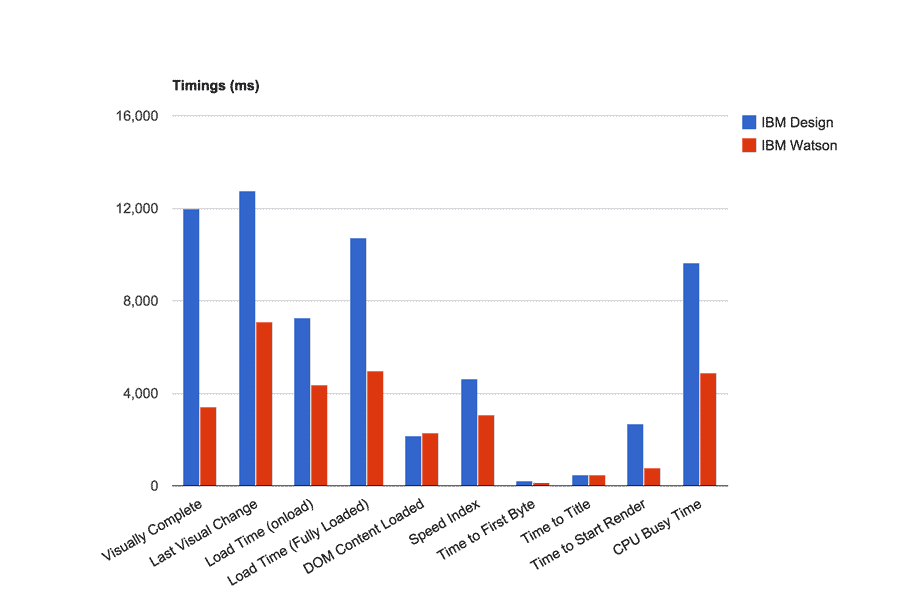 Timings (ms)
16,000
12,000
8,000
4,000
0
IBM Design
IBM Watson
Visually Complete
Last Visual Change
Load Time (onload)
Load Time (Fully Loaded)
DOM Content Loaded
Speed Index
Time to First Byte
Time to Title
Time to Start Render
CPU Busy Time